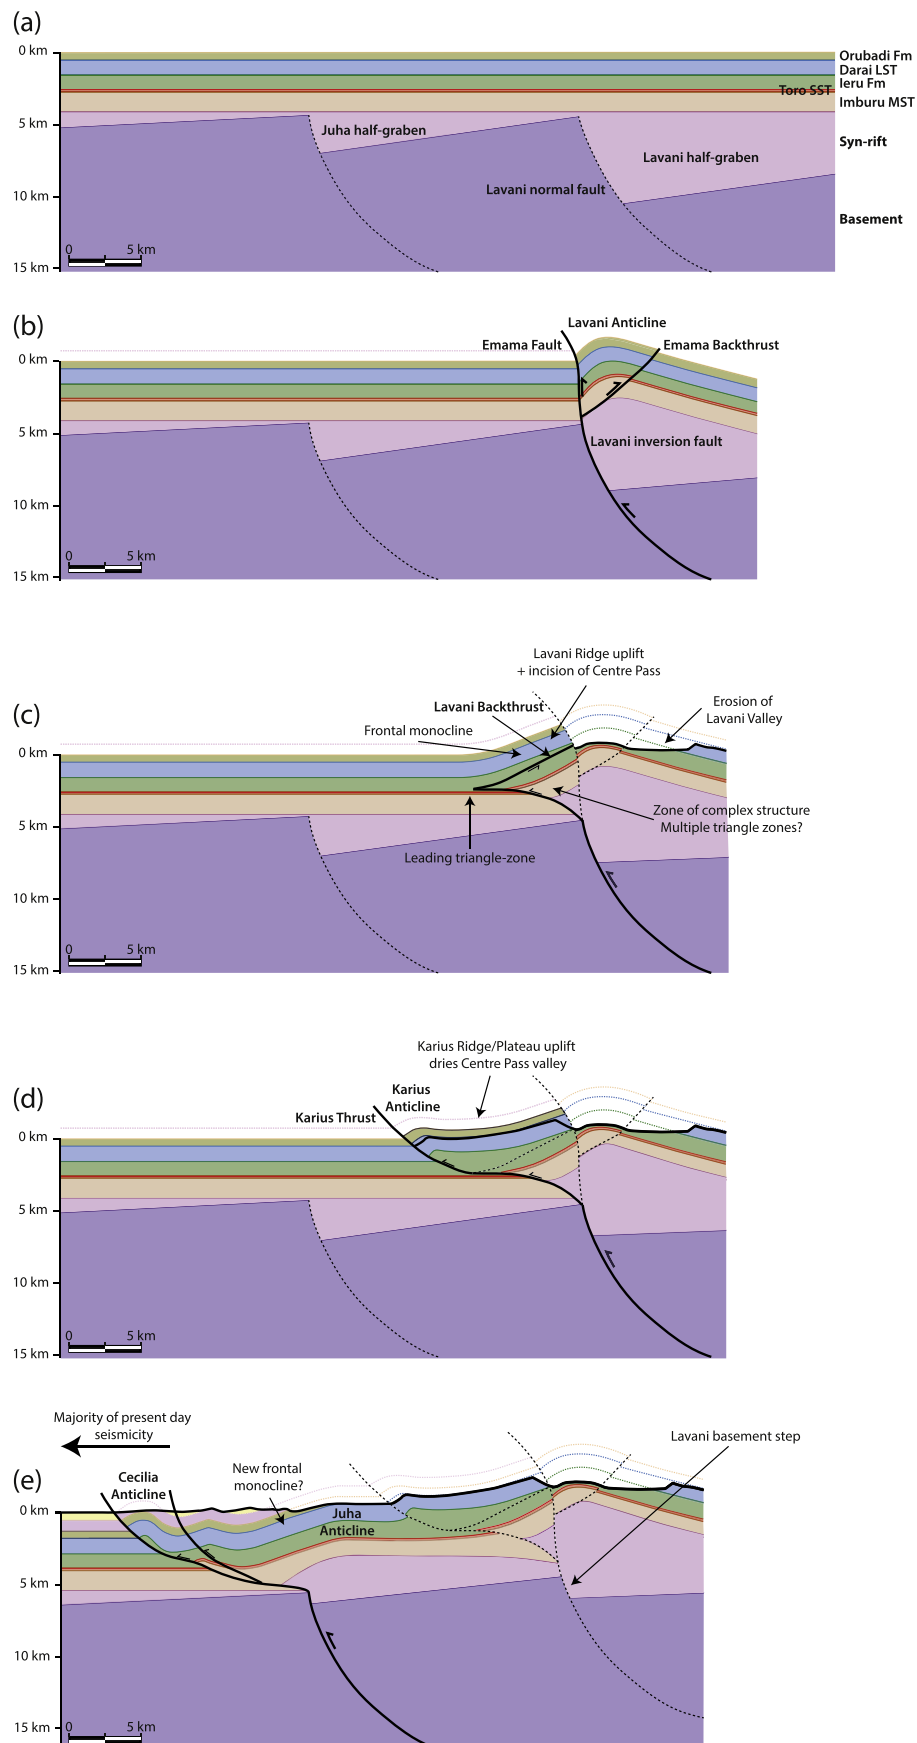 (a)
0 km
Orubadi Fm
Darai LST
Ieru Fm
Toro SST
Imburu MST
5 km
Juha half-graben
Syn-rift
Lavani half-graben
Lavani normal fault
10 km
Basement
0 5 km
15 km
(b)
Lavani Anticline
Emama Fault
Emama Backthrust
0 km
5 km
Lavani inversion fault
10 km
0 5 km
15 km
Lavani Ridge uplift
+ incision of Centre Pass
(c)
Lavani Backthrust
Erosion of
Lavani Valley
Frontal monocline
0 km
Zone of complex structure
Multiple triangle zones?
5 km
Leading triangle-zone
10 km
0 5 km
15 km
Karius Ridge/Plateau uplift
dries Centre Pass valley
(d)
Karius
Anticline
Karius Thrust
0 km
5 km
10 km
0 5 km
15 km
Majority of present day
seismicity
Lavani basement step
(e)
Cecilia
Anticline
New frontal
monocline?
0 km
Juha
Anticline
5 km
10 km
0 5 km
15 km